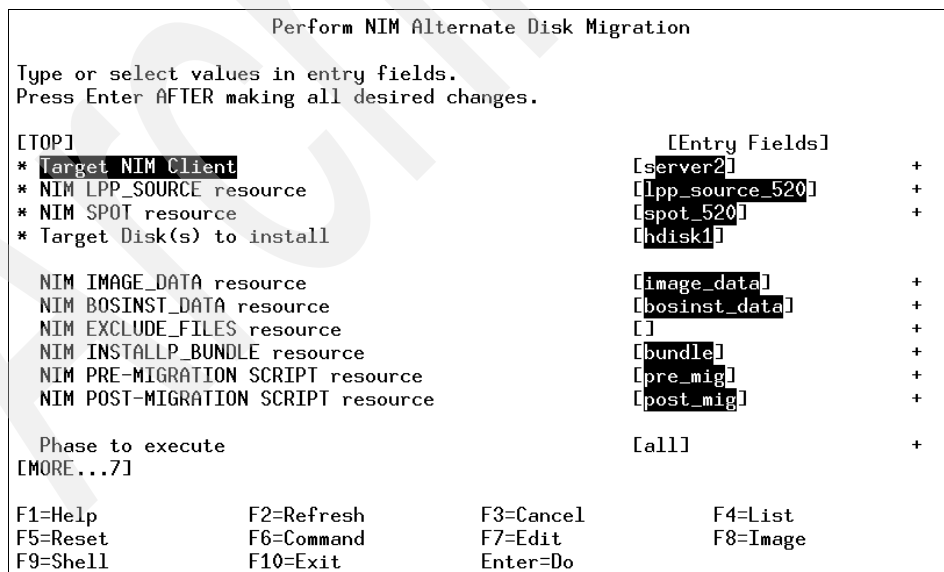 Perform NIM Alternate Disk Migration
Type or select values in entry fields.
Press Enter AFTER making all desired changes.
[TOP] [Entry Fields]
* Target NIM Client [server2] +
* NIM LPP_SOURCE resource [lpp_source_520] +
* NIM SPOT resource [spot_520] +
* Target Disk(s) to install [hdisk1]
NIM IMAGE_DATA resource [image_data] +
NIM BOSINST_DATA resource [bosinst_data] +
NIM EXCLUDE_FILES resource [] +
NIM INSTALLP_BUNDLE resource [bundle] +
NIM PRE-MIGRATION SCRIPT resource [pre_mig] +
NIM POST-MIGRATION SCRIPT resource [post_mig] +
Phase to execute [all] +
[MORE...7]
F1=Help F2=Refresh F3=Cancel F4=List
F5=Reset F6=Command F7=Edit F8=Image
F9=Shell F10=Exit Enter=Do